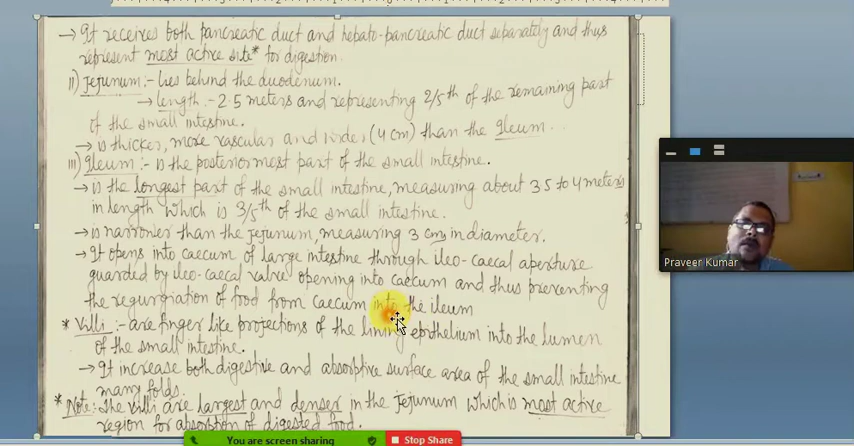 → It receives both pancreatic duct and hepato-pancreatic duct separately and thus
represent most active site* for digestion.
ii) Jejunum:- lies behind the duodenum.
→ length :- 2.5 meters and representing 2/5th of the remaining part
of the small intestine.
→ is thicker, more vascular and wider (4 cm) than the Ileum.
iii) Ileum :- is the posterior most part of the small intestine.
→ is the longest part of the small intestine, measuring about 3.5 to 4 meters
in length which is 3/5th of the small intestine.
→ is narrower than the jejunum, measuring 3 cm in diameter.
→ It opens into caecum of large intestine through ileo-caecal aperture
guarded by ileo-caecal valve opening into caecum and thus preventing
the regurgitation of food from caecum into the ileum
* Villi :- are finger like projections of the lining epithelium into the lumen
of the small intestine.
→ It increase both digestive and absorptive surface area of the small intestine
many folds.
* Note: The villi are largest and denser in the Jejunum which is most active
region for absorption of digested food.
Praveer Kumar
You are screen sharing
Stop Share